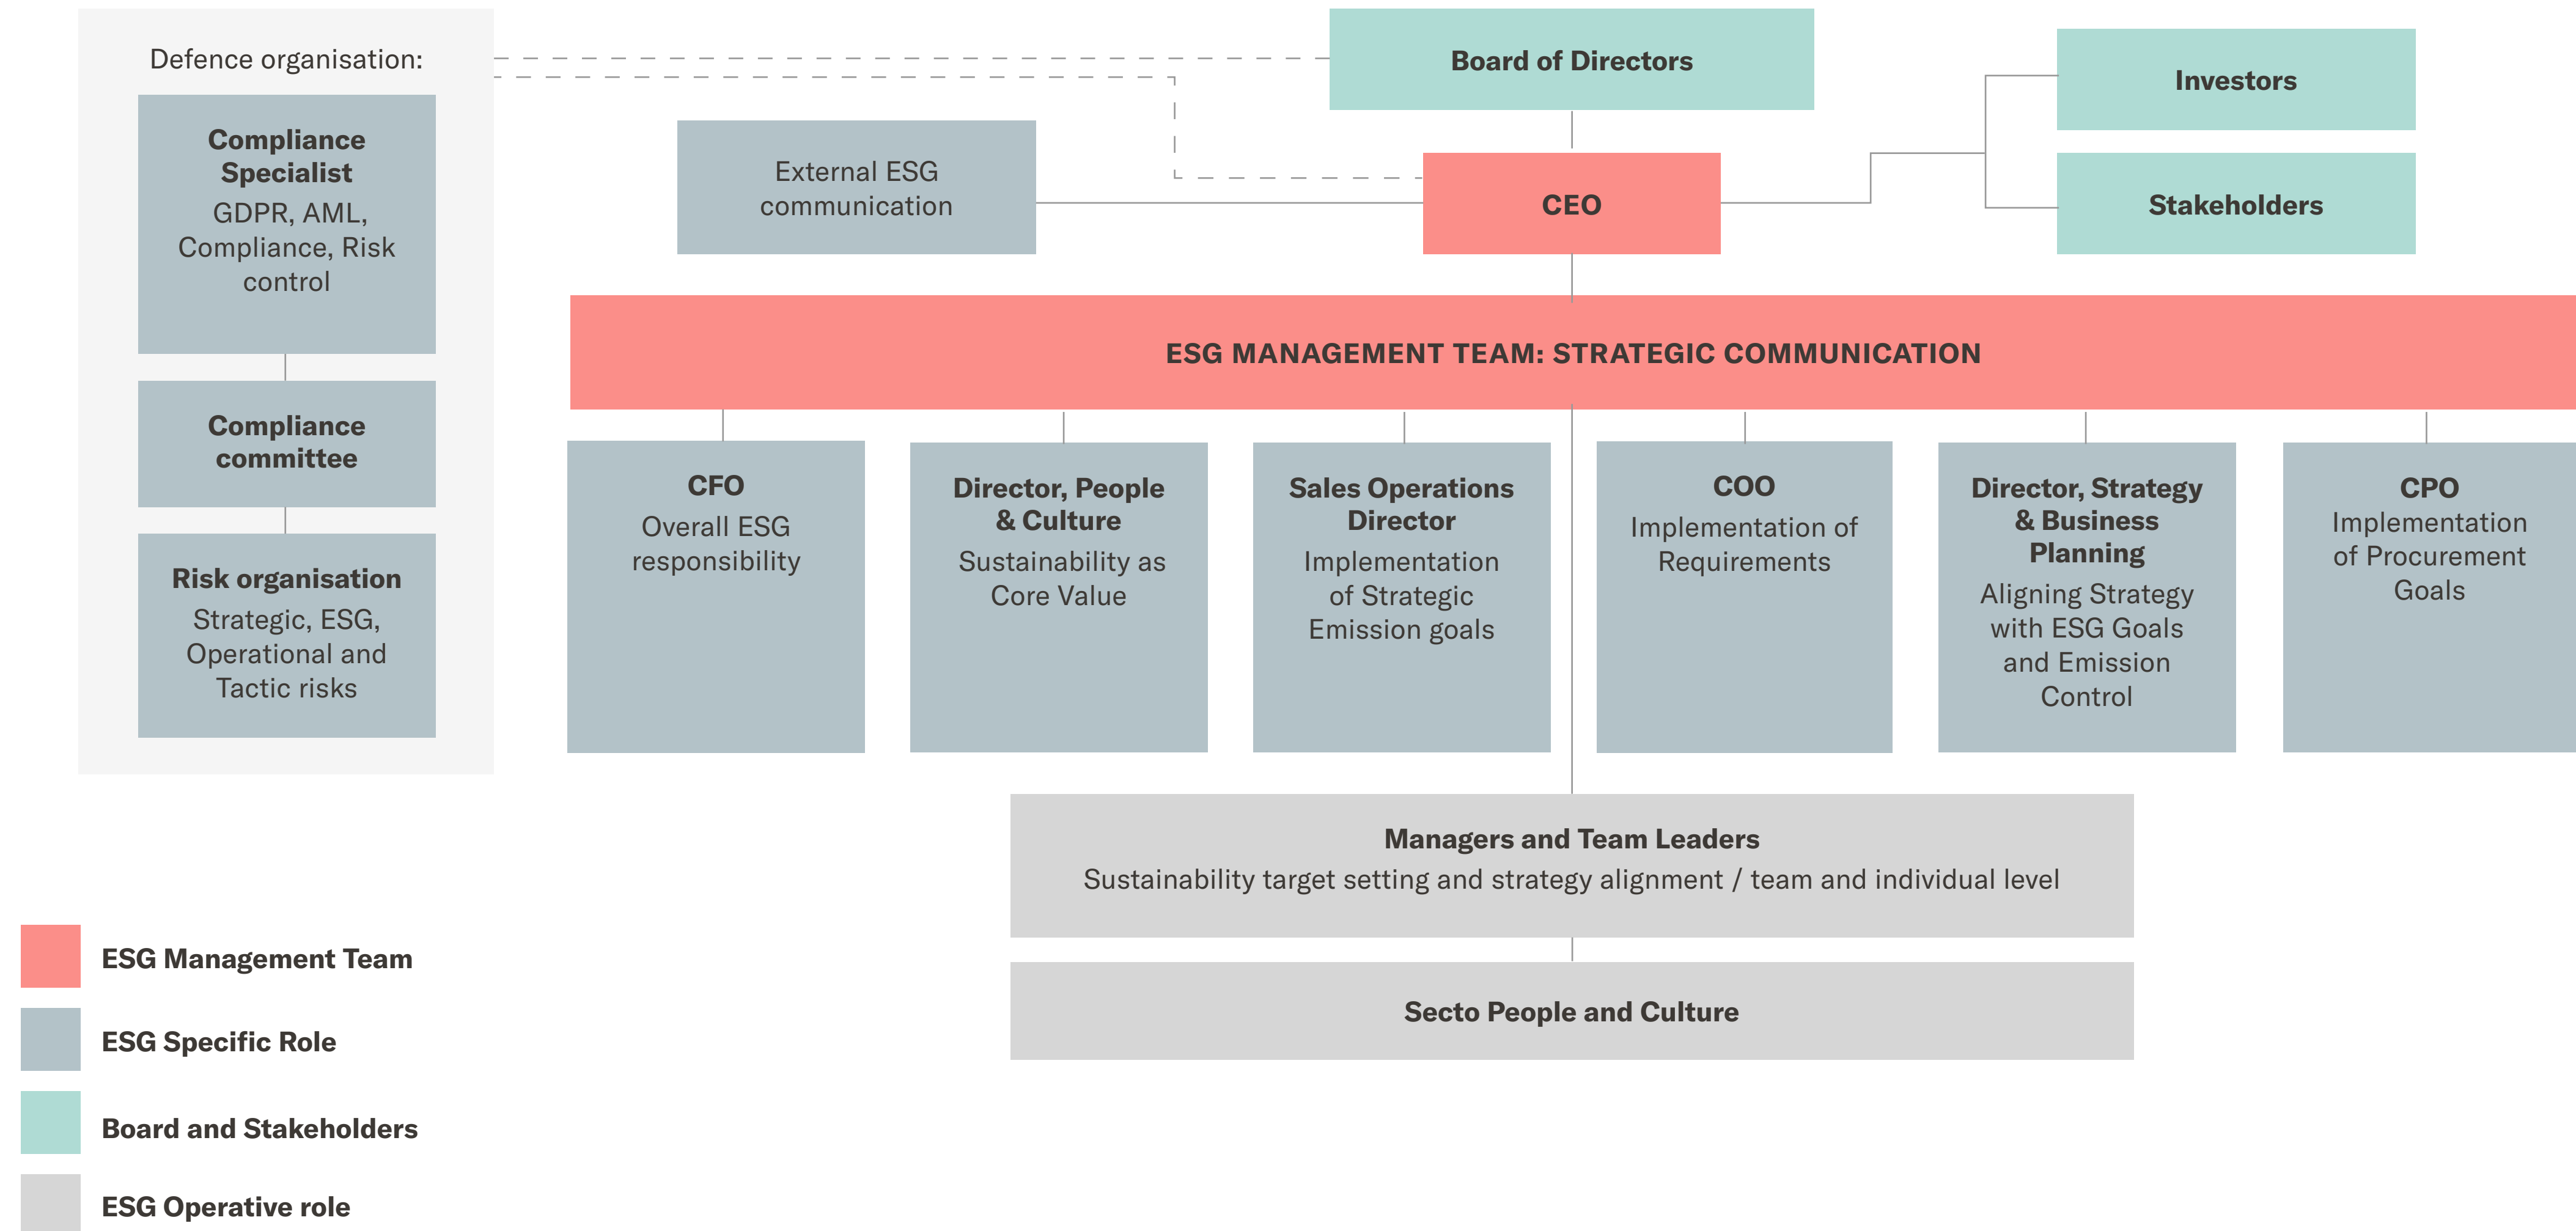 Defence organisation:
Compliance
Specialist
GDPR, AML,
Compliance, Risk
control
Compliance
committee
Risk organisation
Strategic, ESG,
Operational and
Tactic risks
Board of Directors
External ESG
communication
CEO
Investors
Stakeholders
ESG MANAGEMENT TEAM: STRATEGIC COMMUNICATION
CFO
Overall ESG
responsibility
Director, People
& Culture
Sustainability as
Core Value
Sales Operations
Director
Implementation
of Strategic
Emission goals
COO
Implementation of
Requirements
Director, Strategy
& Business
Planning
Aligning Strategy
with ESG Goals
and Emission
Control
CPO
Implementation
of Procurement
Goals
Managers and Team Leaders
Sustainability target setting and strategy alignment / team and individual level
Secto People and Culture
ESG Management Team
ESG Specific Role
Board and Stakeholders
ESG Operative role